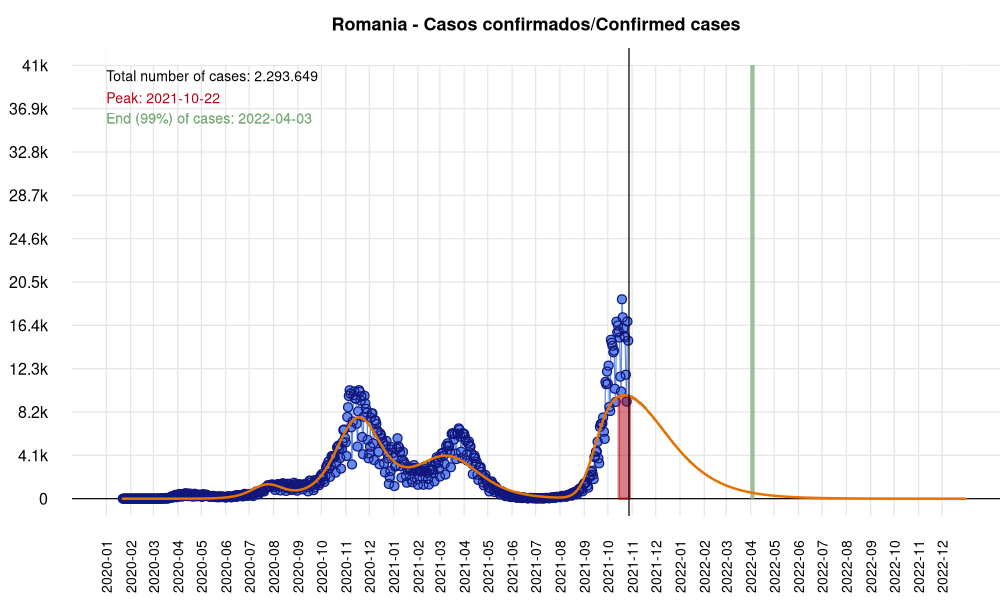 Romania - Casos confirmados/Confirmed cases
Total number of cases: 2.293.649
Peak: 2021-10-22
End (99%) of cases: 2022-04-03
41k
36.9k
32.8k
28.7k
24.6k
20.5k
16.4k
12.3k
8.2k
4.1k
0
2020-01
2020-02
2020-03
2020-04
2020-05
2020-06
2020-07
2020-08
2020-09
2020-10
2020-11
2020-12
2021-01
2021-02
2021-03
2021-04
2021-05
2021-06
2021-07
2021-08
2021-09
2021-10
2021-11
2021-12
2022-01
2022-02
2022-03
2022-04
2022-05
2022-06
2022-07
2022-08
2022-09
2022-10
2022-11
2022-12